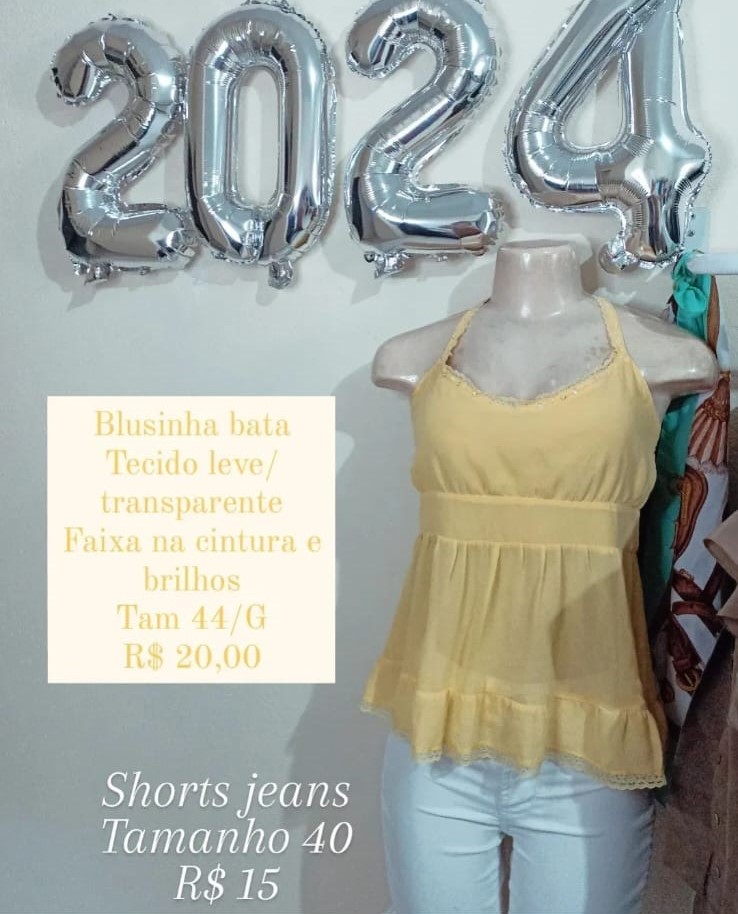 2024
Blusinha bata
Tecido leve/
transparente
Faixa na cintura e
brilhos
Tam 44/G
R$ 20,00
Shorts jeans
Tamanho 40
R$ 15